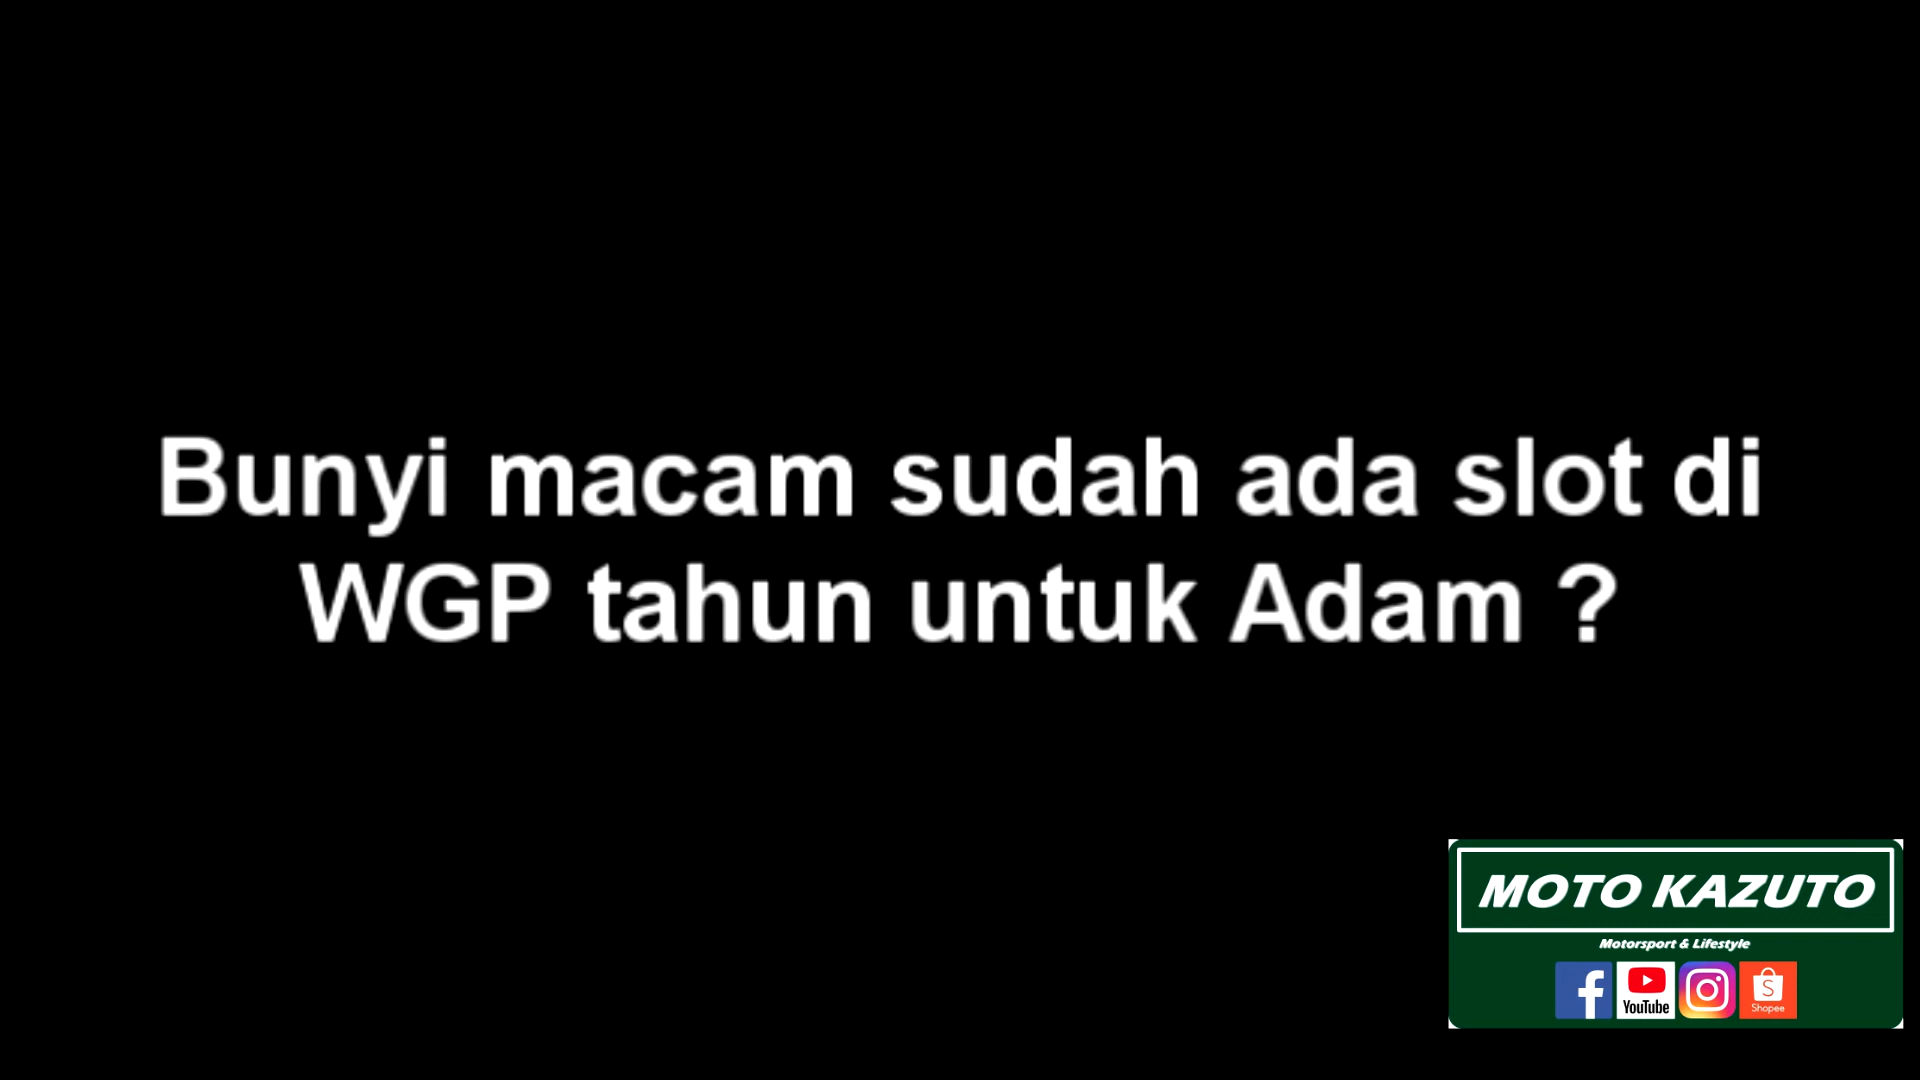 Bunyi macam sudah ada slot di
WGP tahun untuk Adam ?
MOTO KAZUTO
Motorsport & Lifestyle
YouTube
Shopee